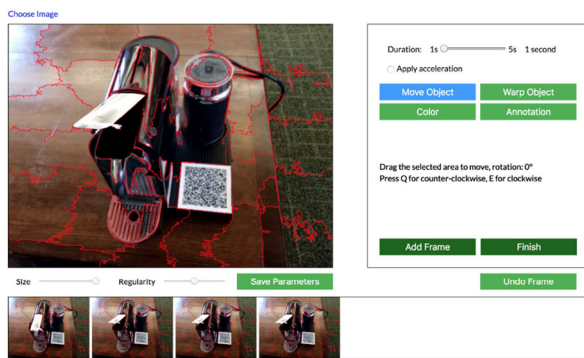 Choose Image
Duration: 1s 5s 1 second
Apply acceleration
Move Object Warp Object
Color Annotation
Drag the selected area to move, rotation: 0°
Press Q for counter-clockwise, E for clockwise
Add Frame Finish
Size Regularity Save Parameters Undo Frame